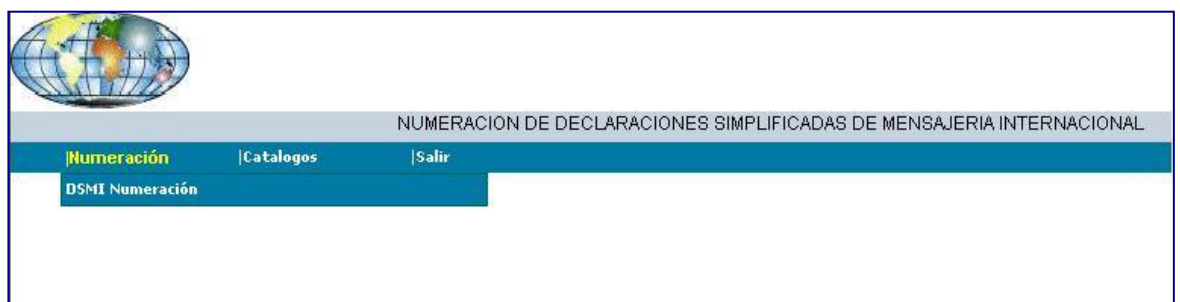 NUMERACION DE DECLARACIONES SIMPLIFICADAS DE MENSAJERIA INTERNACIONAL
|Numeración |Catalogos |Salir
DSMI Numeración